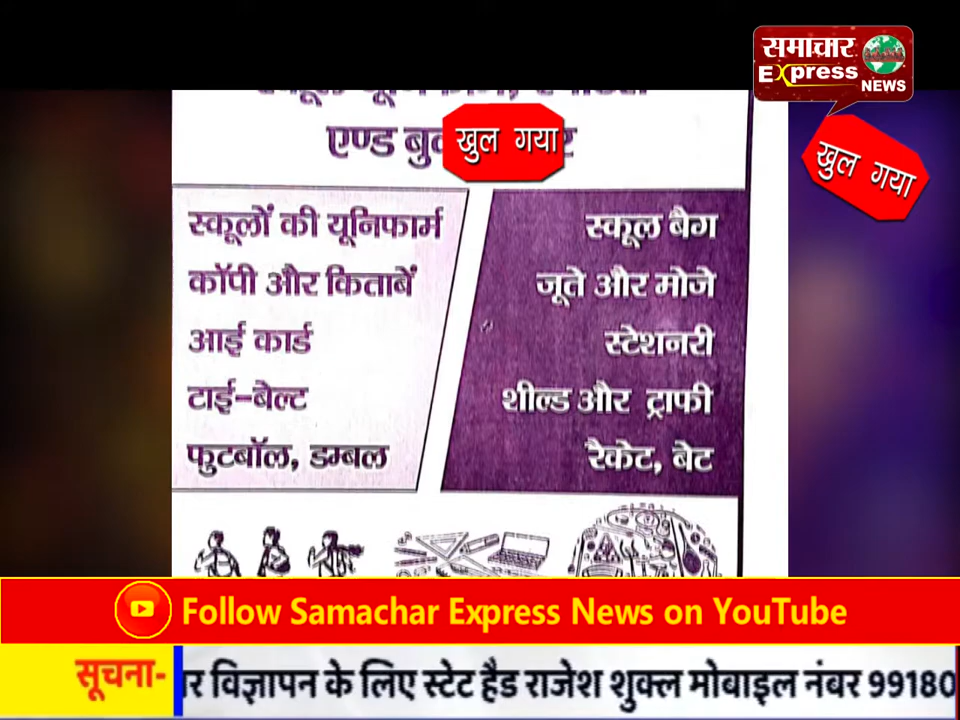 समाचार
Express
NEWS
एण्ड
खुल गया
खुल गया
स्कूलों की यूनिफार्म
कॉपी और किताबें
आई कार्ड
टाई-बेल्ट
फुटबॉल, डम्बल
स्कूल बैग
जूते और मोजे
स्टेशनरी
शील्ड और ट्राफी
रैकेट, बेट
Follow Samachar Express News on YouTube
सूचना-
विज्ञापन के लिए स्टेट हैड राजेश शुक्ल मोबाइल नंबर 99180